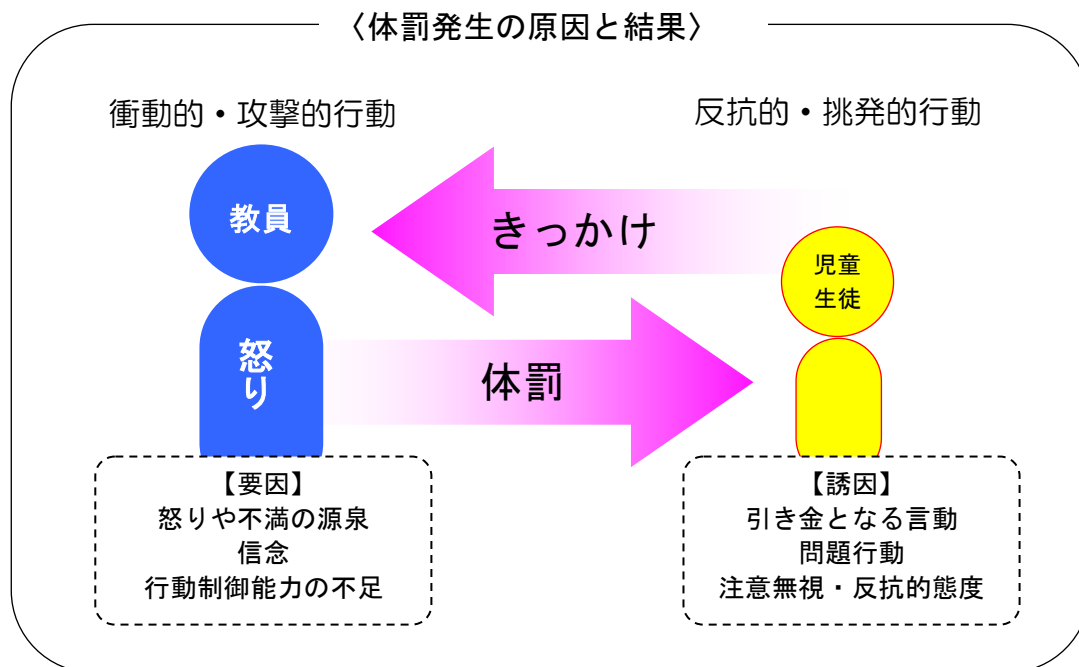 〈体罰発生の原因と結果〉
衝動的・攻撃的行動
反抗的・挑発的行動
教員
きっかけ
児童
生徒
怒り
体罰
【要因】
怒りや不満の源泉
信念
行動制御能力の不足
【誘因】
引き金となる言動
問題行動
注意無視・反抗的態度